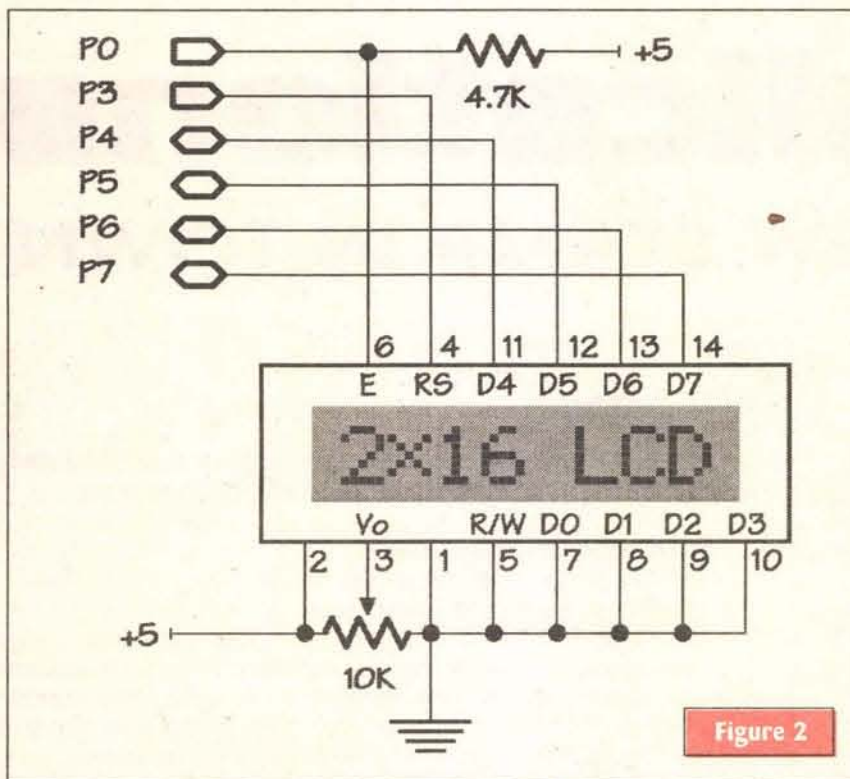 P0 +5
4.7K
P3
P4
P5
P6
P7
6 4 11 12 13 14
E RS D4 D5 D6 D7
2×16 LCD
Vo R/W D0 D1 D2 D3
2 3 1 5 7 8 9 10
+5
10K
Figure 2